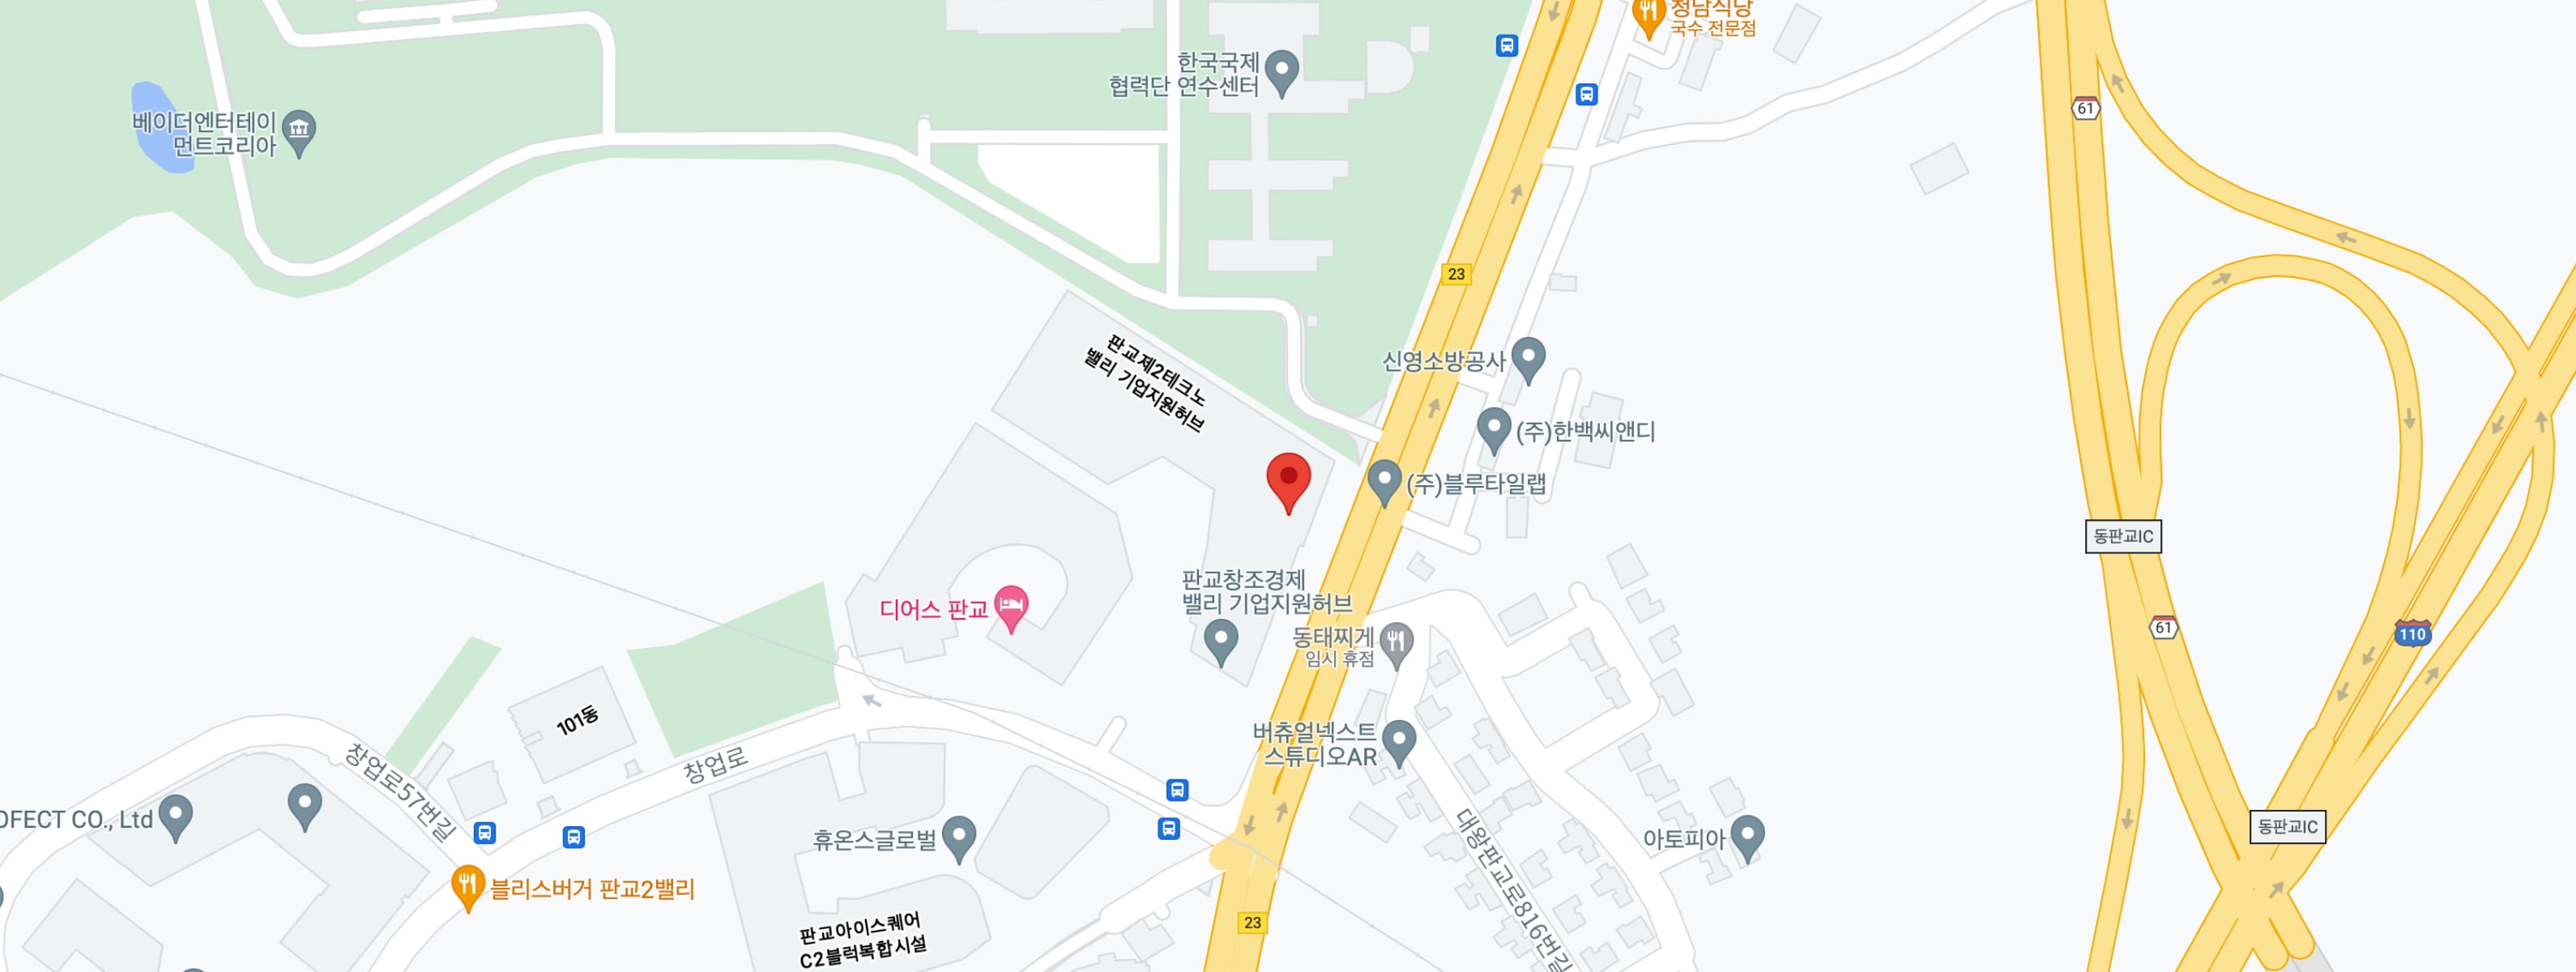 정남식당
국수 전문점
한국국제
협력단 연수센터
61
베이더엔터테이
먼트코리아
23
판교제2테크노
밸리 기업지원허브
신영소방공사
(주)한백씨앤디
(주)블루타일랩
동판교IC
판교창조경제
밸리 기업지원허브
디어스 판교
61
110
동태찌게
임시 휴점
101동
버츄얼넥스트
스튜디오AR
창업로
창업로57번길
OFECT CO., Ltd
휴온스글로벌
아토피아
동판교IC
대왕판교로816번길
블리스버거 판교2밸리
23
판교아이스퀘어
C2블럭복합시설